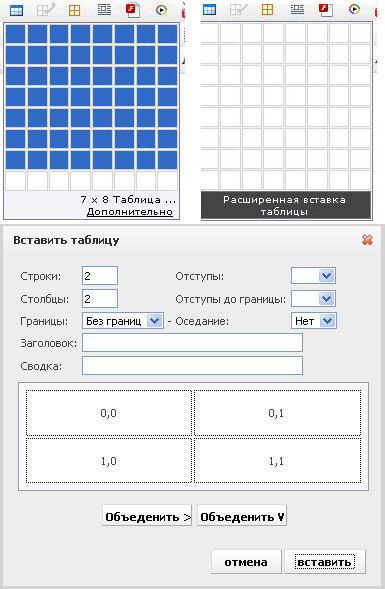 7 × 8 Таблица ...
Дополнительно
Расширенная вставка
таблицы
Вставить таблицу
Строки: 2 Отступы:
Столбцы: 2 Отступы до границы:
Границы: Без границ - Оседание: Нет
Заголовок:
Сводка:
0,0 0,1
1,0 1,1
Объеденить > Объеденить V
отмена вставить